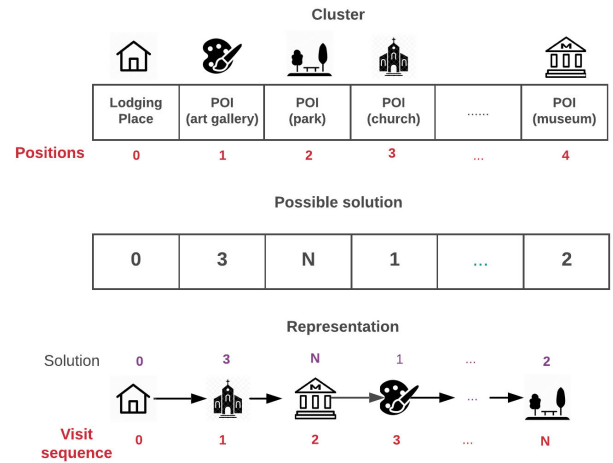 Cluster
M
Lodging Place
POI (art gallery)
POI (park)
POI (church)
......
POI (museum)
Positions 0 1 2 3 ... 4
Possible solution
0 3 N 1 ... 2
Representation
Solution 0 3 N 1 ... 2
M
...
Visit sequence 0 1 2 3 ... N